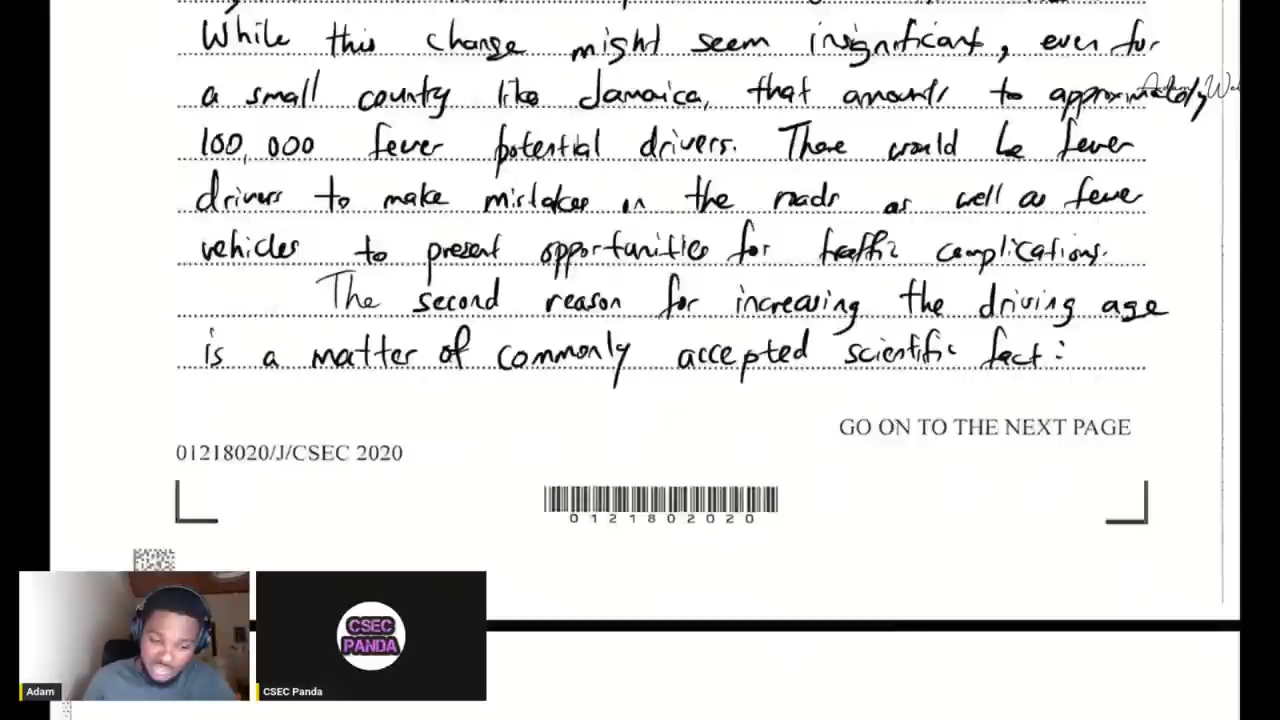 While this change might seem insignificant, even for
a small county like Jamaica, that amounts to approximately
100,000 fewer potential drivers. There would be fewer
drivers to make mistakes on the roads as well as fewer
vehicles to present opportunities for traffic complications.
The second reason for increasing the driving age
is a matter of commonly accepted scientific fact:
GO ON TO THE NEXT PAGE
01218020/J/CSEC 2020
0121802020
CSEC
PANDA
Adam
CSEC Panda